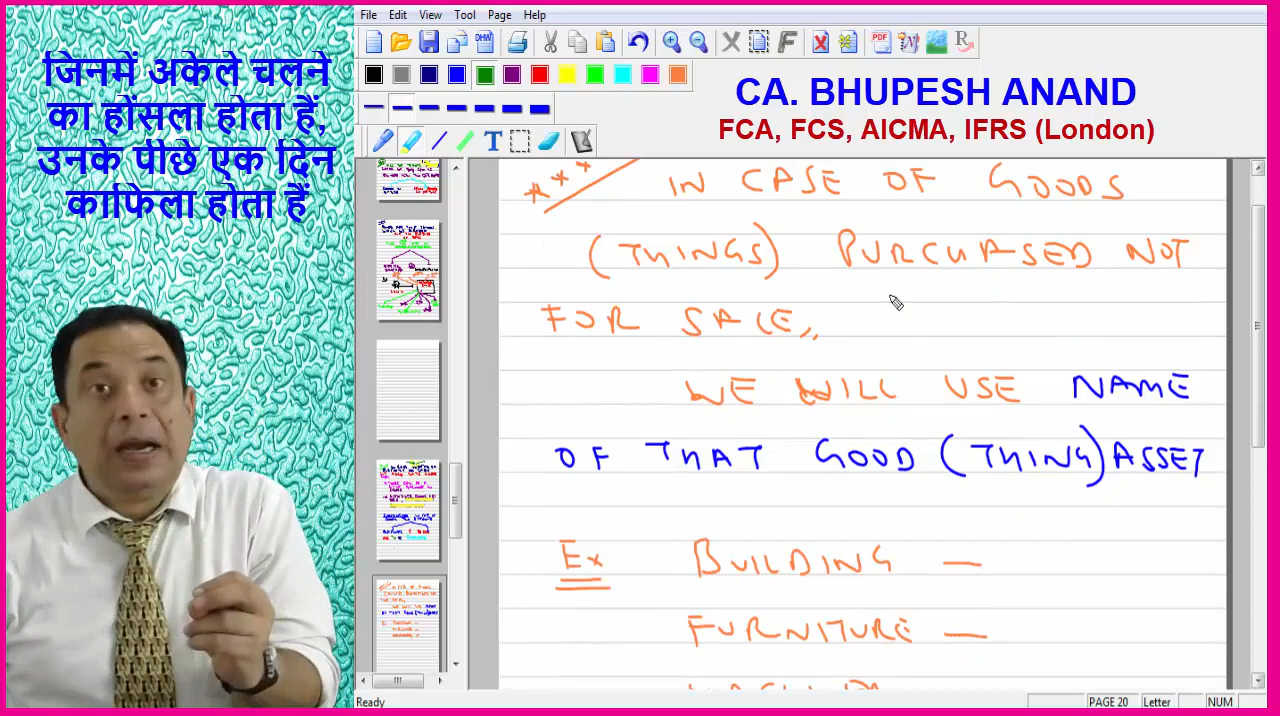 जिनमें अकेले चलने
का होंसला होता हैं,
उनके पीछे एक दिन
काफिला होता हैं
File Edit View Tool Page Help
DHW
PDF
CA. BHUPESH ANAND
FCA, FCS, AICMA, IFRS (London)
IN CASE OF GOODS
(THINGS) PURCHASED NOT
FOR SALE,,
WE WILL USE NAME
OF THAT GOOD (THING) ASSET
Ex BUILDING —
FURNITURE —
Ready PAGE 20 Letter NUM